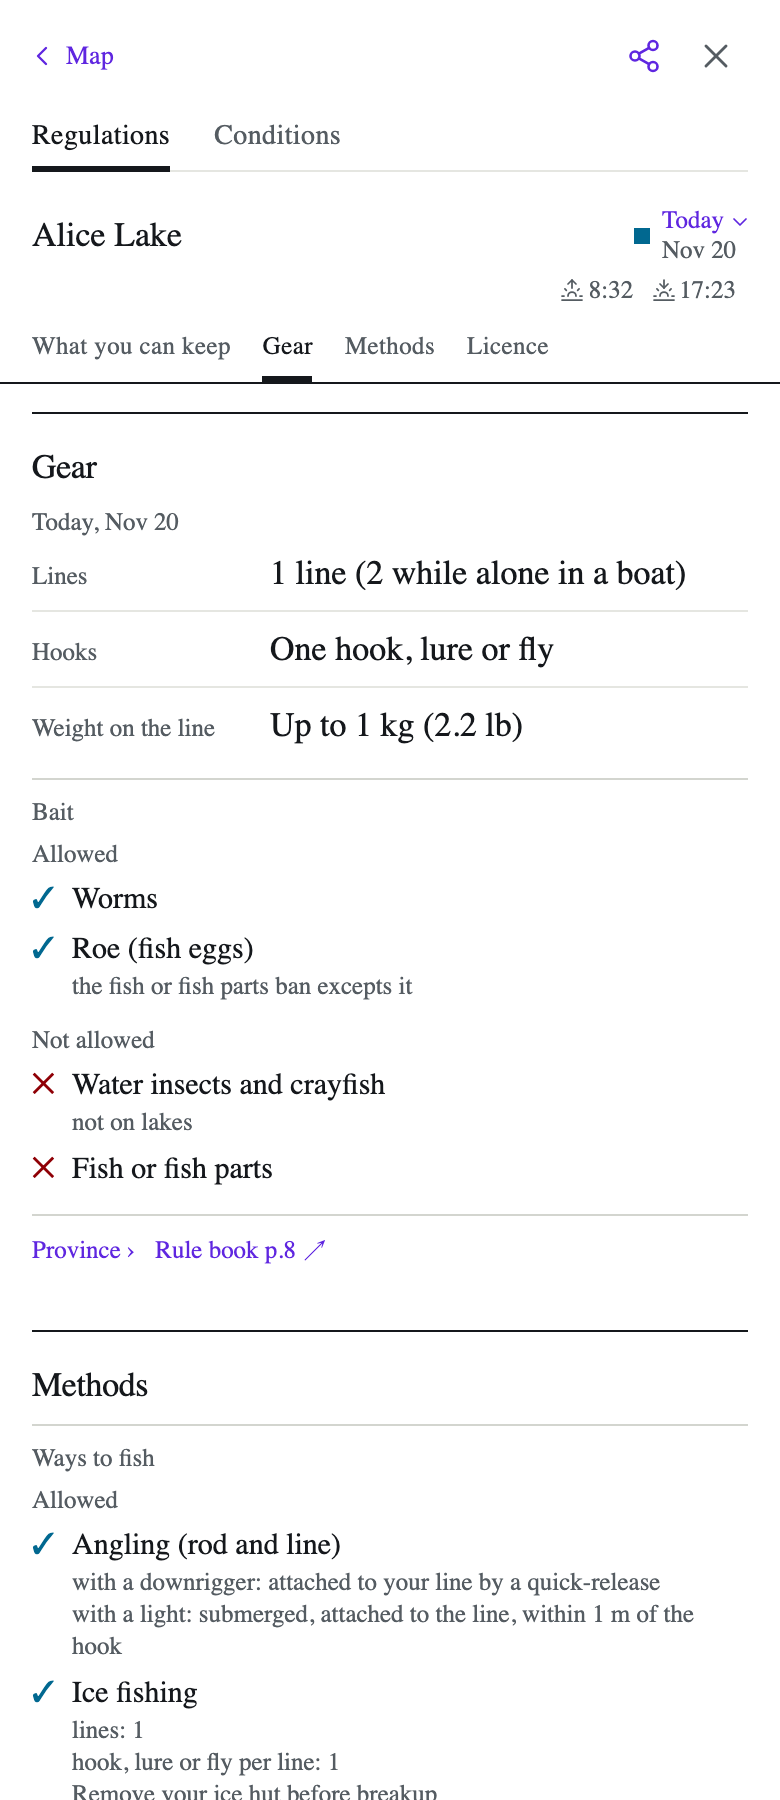 Map
Regulations Conditions
Alice Lake
Today
Nov 20
8:32 17:23
What you can keep Gear Methods Licence
Gear
Today, Nov 20
Lines 1 line (2 while alone in a boat)
Hooks One hook, lure or fly
Weight on the line Up to 1 kg (2.2 lb)
Bait
Allowed
Worms
Roe (fish eggs)
the fish or fish parts ban excepts it
Not allowed
Water insects and crayfish
not on lakes
Fish or fish parts
Province › Rule book p.8
Methods
Ways to fish
Allowed
Angling (rod and line)
with a downrigger: attached to your line by a quick-release
with a light: submerged, attached to the line, within 1 m of the
hook
Ice fishing
lines: 1
hook, lure or fly per line: 1
Remove your ice hut before breakup